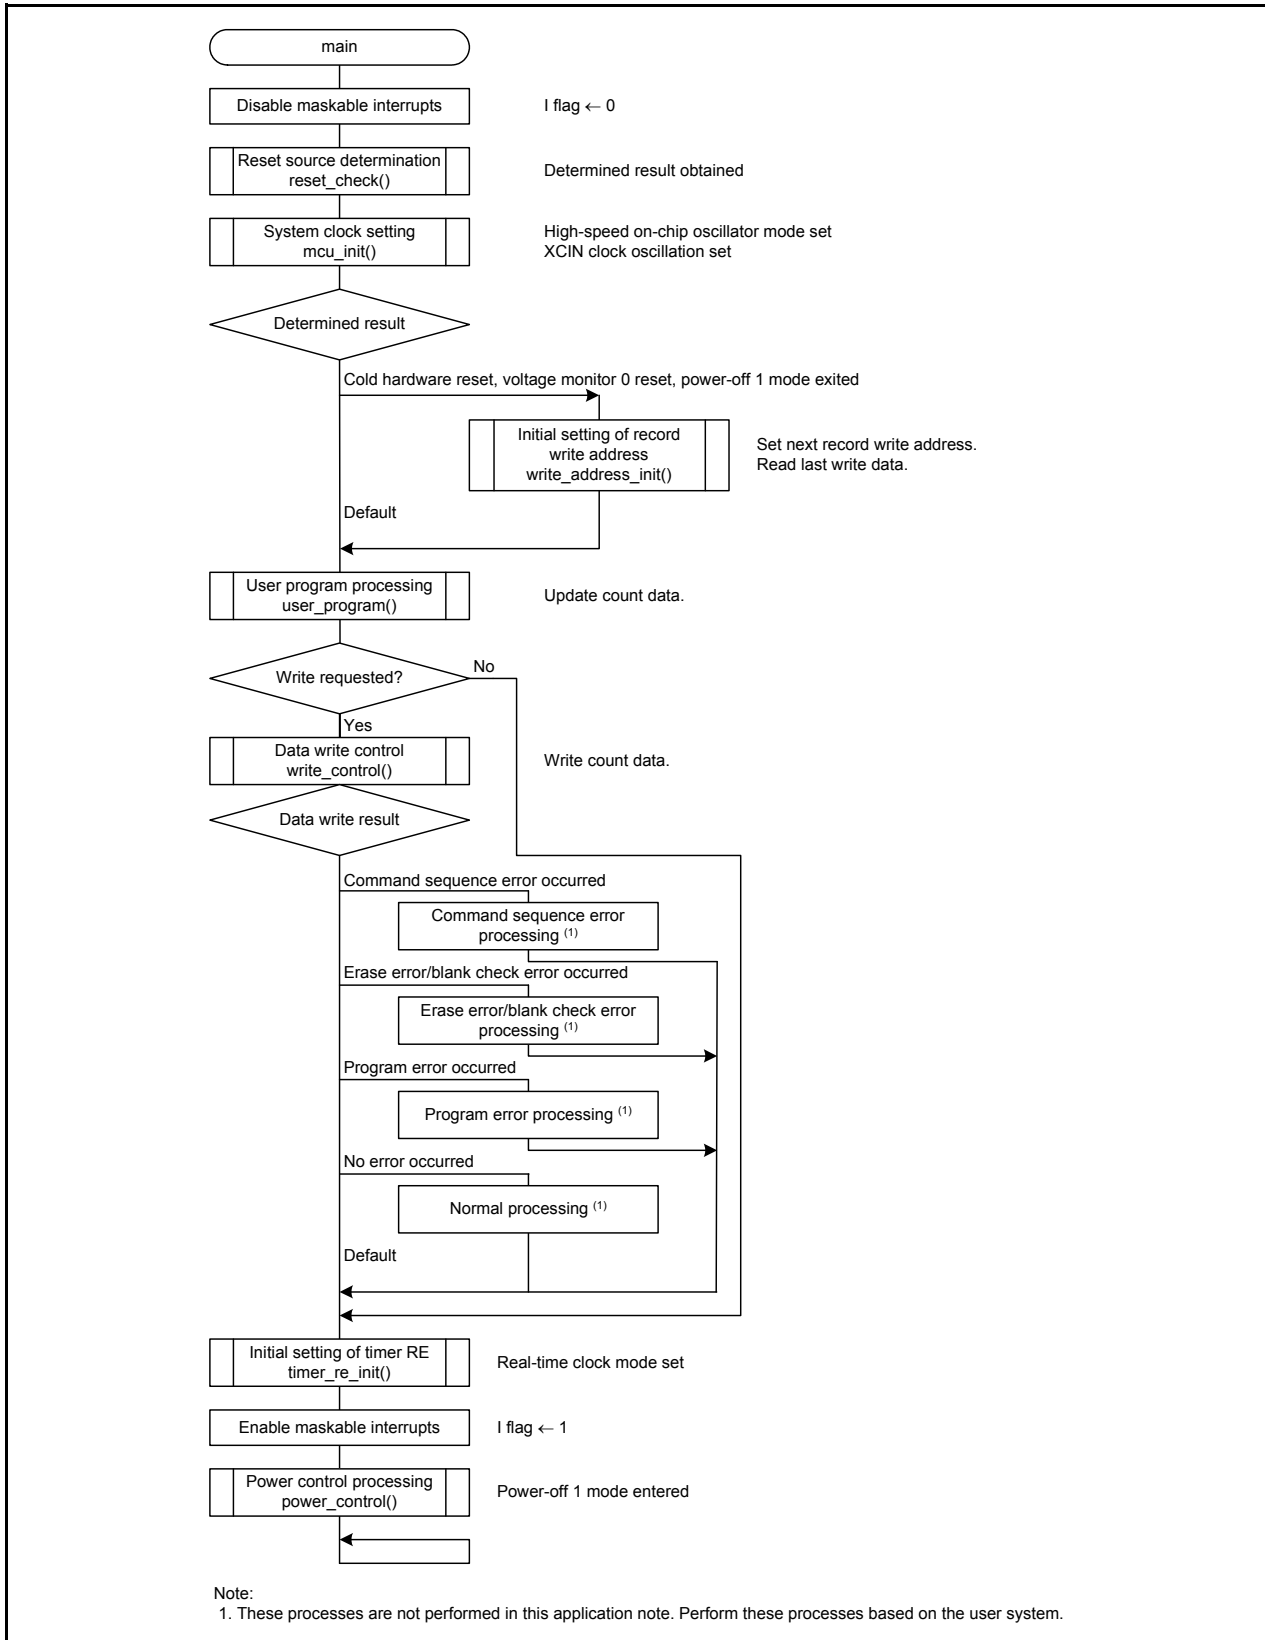 main
Disable maskable interrupts
I flag ← 0
Reset source determination
reset_check()
Determined result obtained
System clock setting
mcu_init()
High-speed on-chip oscillator mode set
XCIN clock oscillation set
Determined result
Cold hardware reset, voltage monitor 0 reset, power-off 1 mode exited
Initial setting of record
write address
write_address_init()
Set next record write address.
Read last write data.
Default
User program processing
user_program()
Update count data.
Write requested?
No
Yes
Data write control
write_control()
Write count data.
Data write result
Command sequence error occurred
Command sequence error
processing (1)
Erase error/blank check error occurred
Erase error/blank check error
processing (1)
Program error occurred
Program error processing (1)
No error occurred
Normal processing (1)
Default
Initial setting of timer RE
timer_re_init()
Real-time clock mode set
Enable maskable interrupts
I flag ← 1
Power control processing
power_control()
Power-off 1 mode entered
Note:
1. These processes are not performed in this application note. Perform these processes based on the user system.